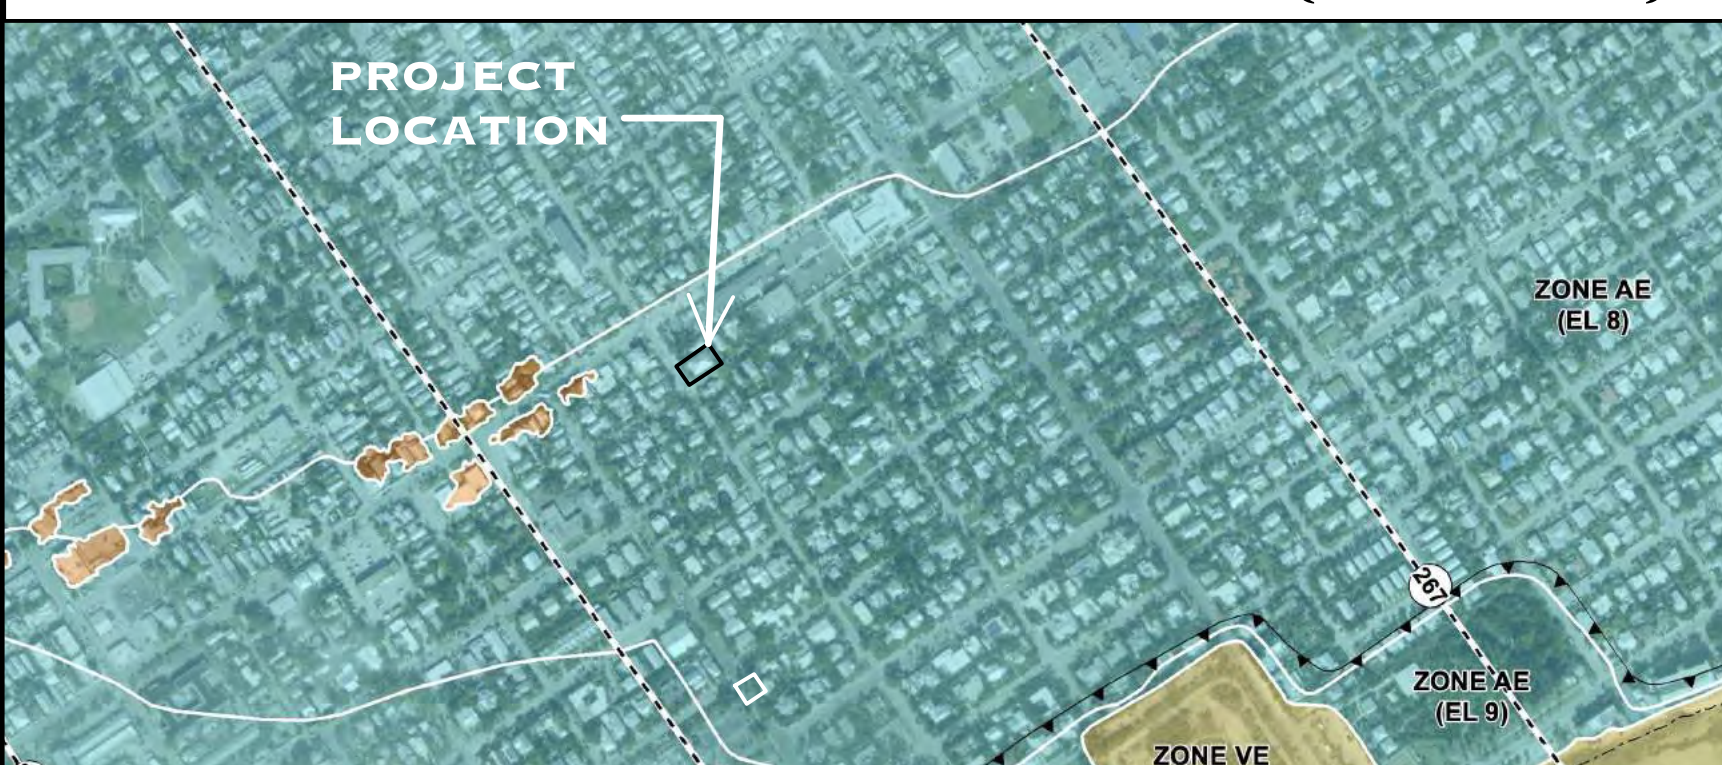 PROJECT
LOCATION
ZONE AE
(EL 8)
267
ZONE AE
(EL 9)
ZONE VE